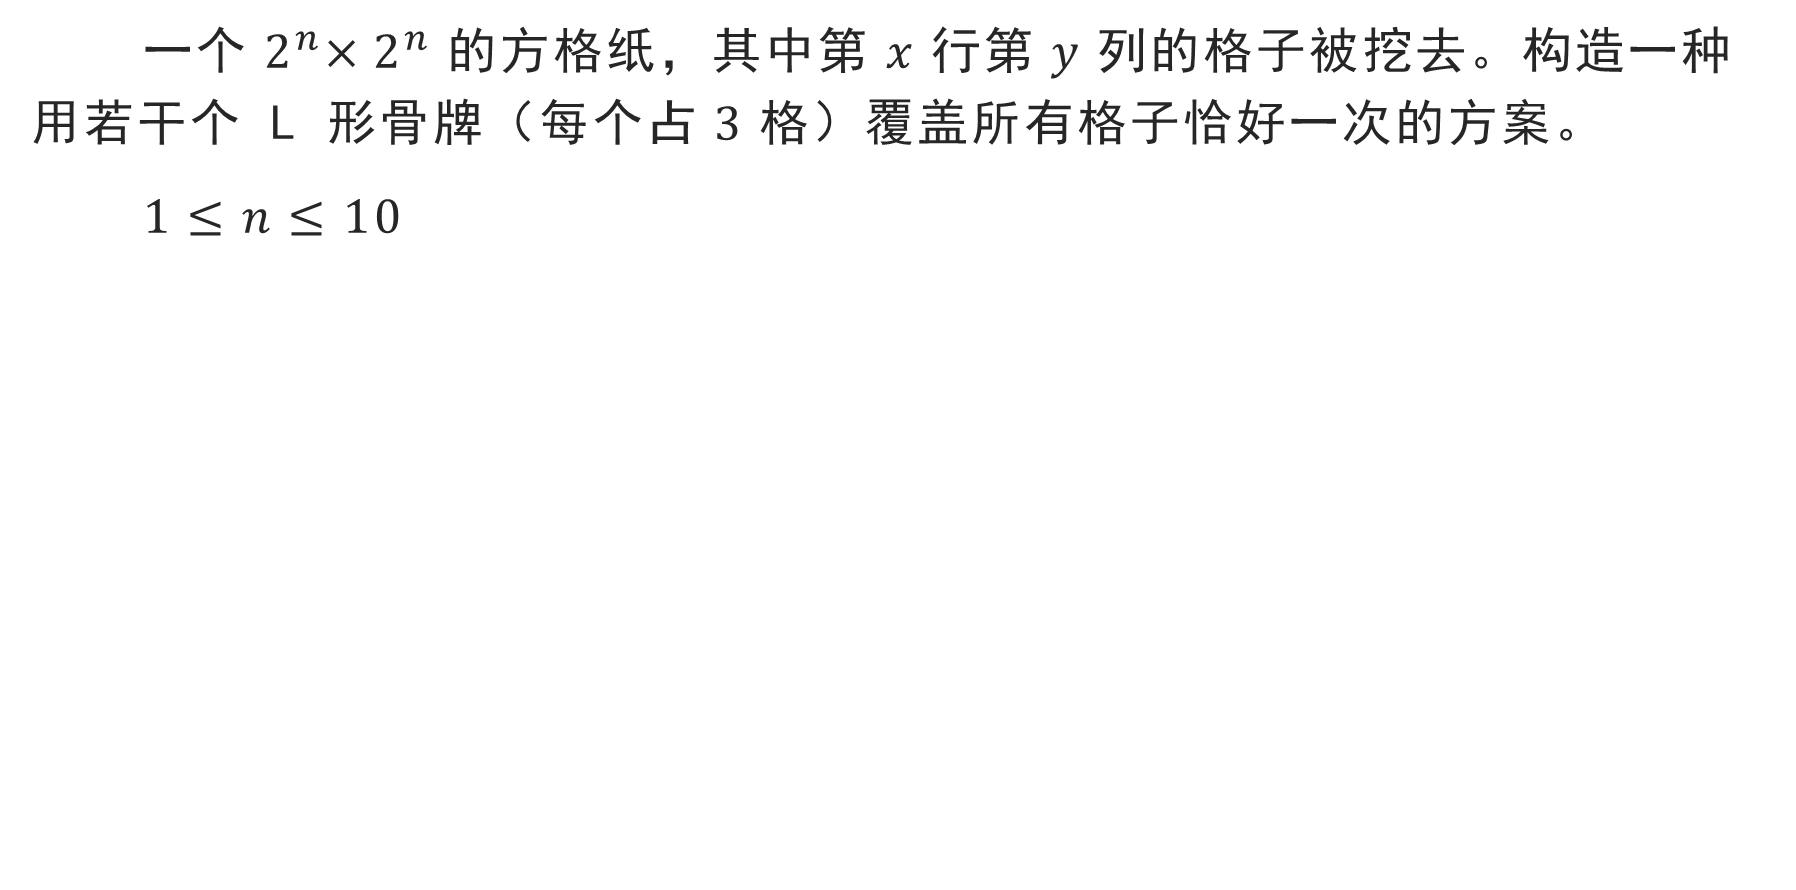 一个 2ⁿ× 2ⁿ 的方格纸，其中第 x 行第 y 列的格子被挖去。构造一种
用若干个 L 形骨牌（每个占 3 格）覆盖所有格子恰好一次的方案。
1 ≤ n ≤ 10